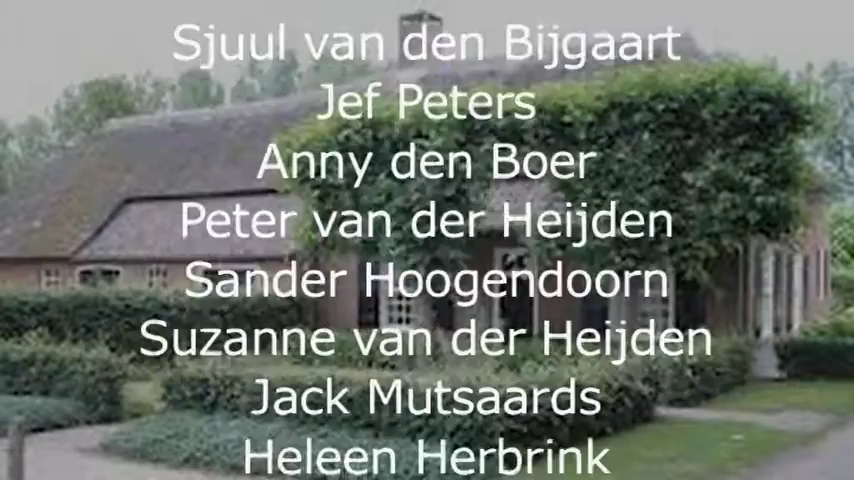 Sjuul van den Bijgaart
Jef Peters
Anny den Boer
Peter van der Heijden
Sander Hoogendoorn
Suzanne van der Heijden
Jack Mutsaards
Heleen Herbrink